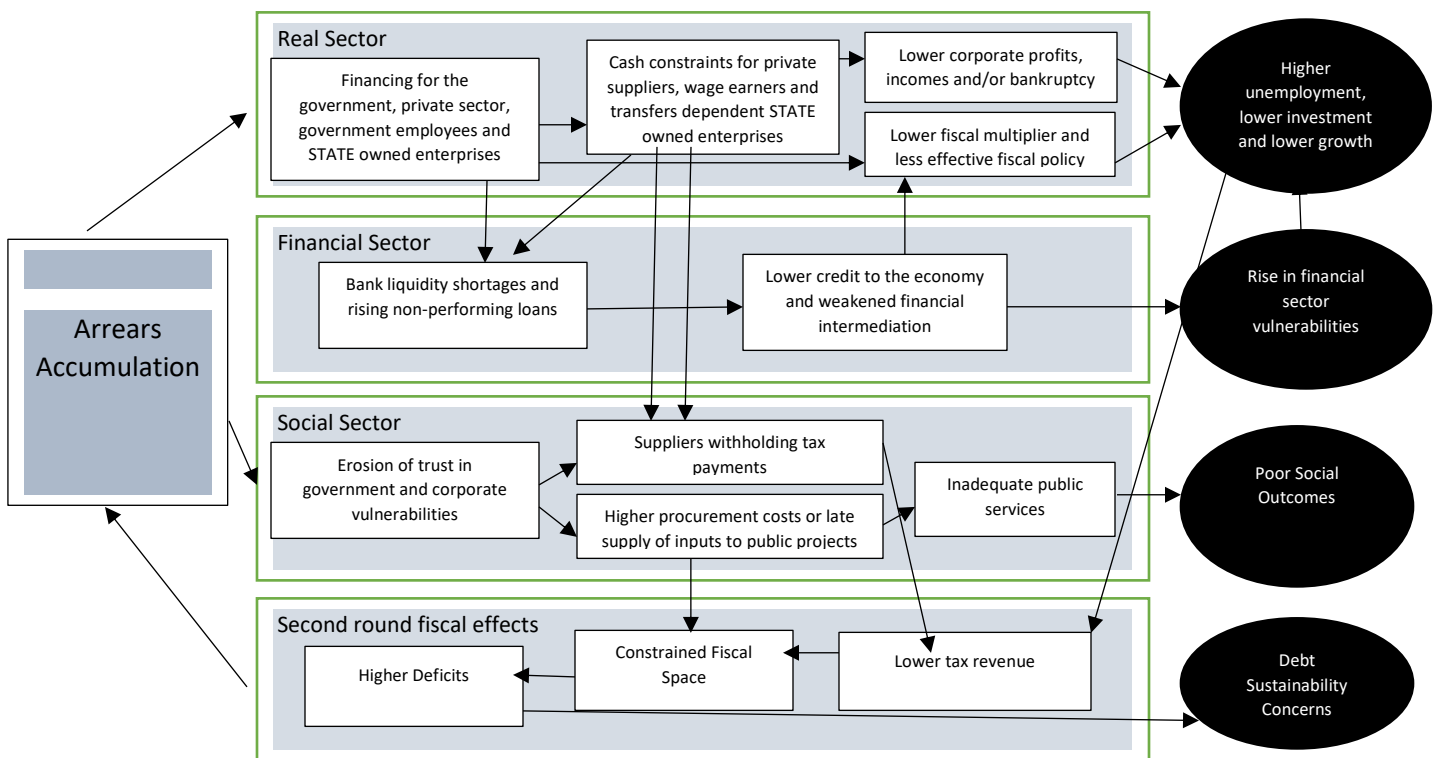 Real Sector
Financing for the
government, private sector,
government employees and
STATE owned enterprises
Cash constraints for private
suppliers, wage earners and
transfers dependent STATE
owned enterprises
Lower corporate profits,
incomes and/or bankruptcy
Lower fiscal multiplier and
less effective fiscal policy
Higher
unemployment,
lower investment
and lower growth
Arrears
Accumulation
Financial Sector
Bank liquidity shortages and
rising non-performing loans
Lower credit to the economy
and weakened financial
intermediation
Rise in financial
sector
vulnerabilities
Social Sector
Erosion of trust in
government and corporate
vulnerabilities
Suppliers withholding tax
payments
Higher procurement costs or late
supply of inputs to public projects
Inadequate public
services
Poor Social
Outcomes
Second round fiscal effects
Higher Deficits
Constrained Fiscal
Space
Lower tax revenue
Debt
Sustainability
Concerns